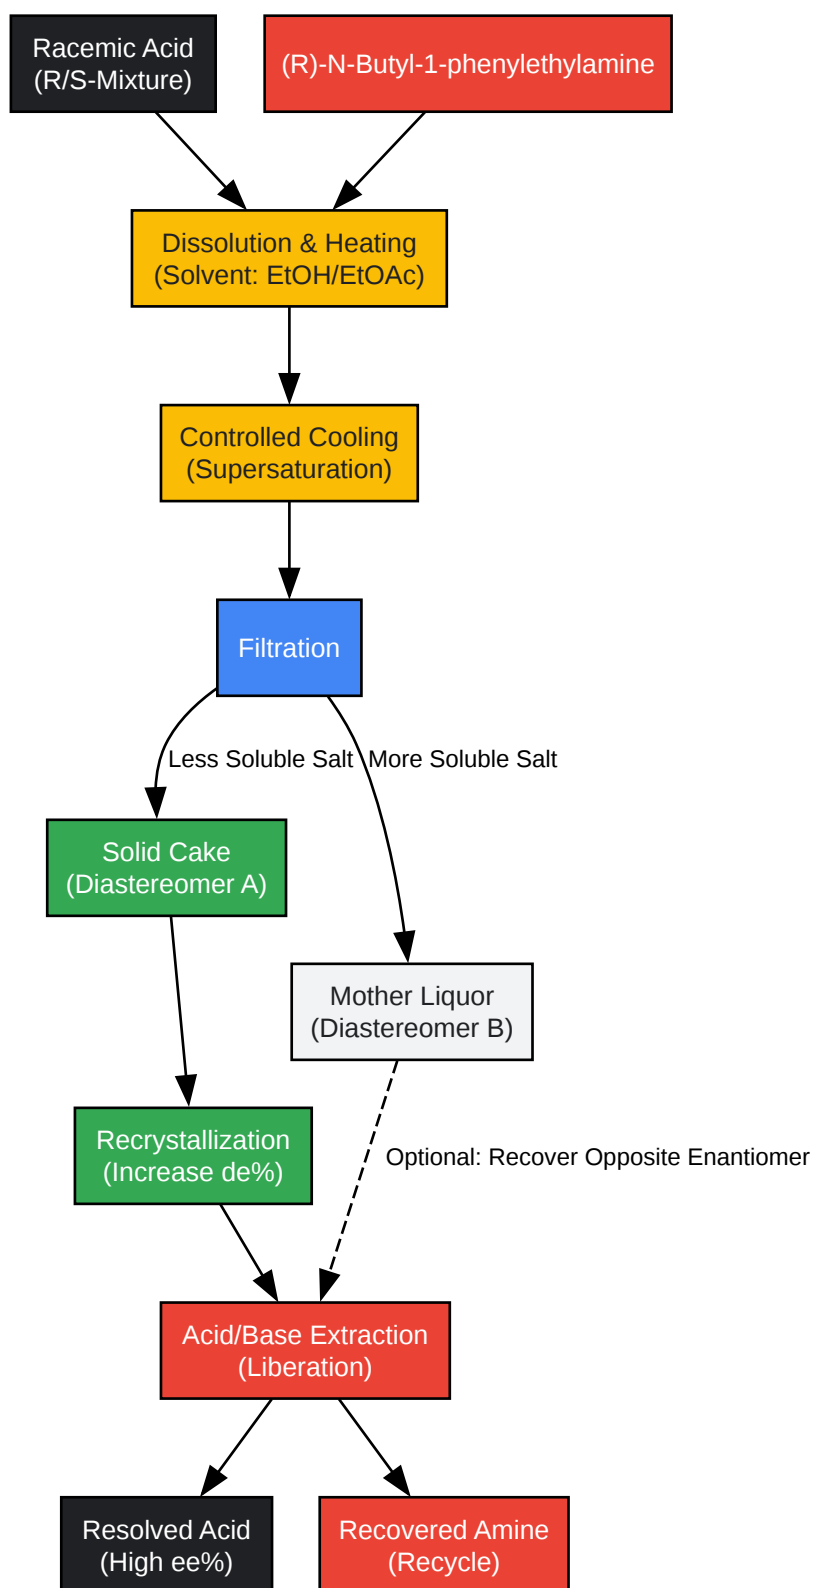 Racemic Acid
(R/S-Mixture)
(R)-N-Butyl-1-phenylethylamine
Dissolution & Heating
(Solvent: EtOH/EtOAc)
Controlled Cooling
(Supersaturation)
Filtration
Less Soluble Salt
More Soluble Salt
Solid Cake
(Diastereomer A)
Mother Liquor
(Diastereomer B)
Recrystallization
(Increase de%)
Optional: Recover Opposite Enantiomer
Acid/Base Extraction
(Liberation)
Resolved Acid
(High ee%)
Recovered Amine
(Recycle)